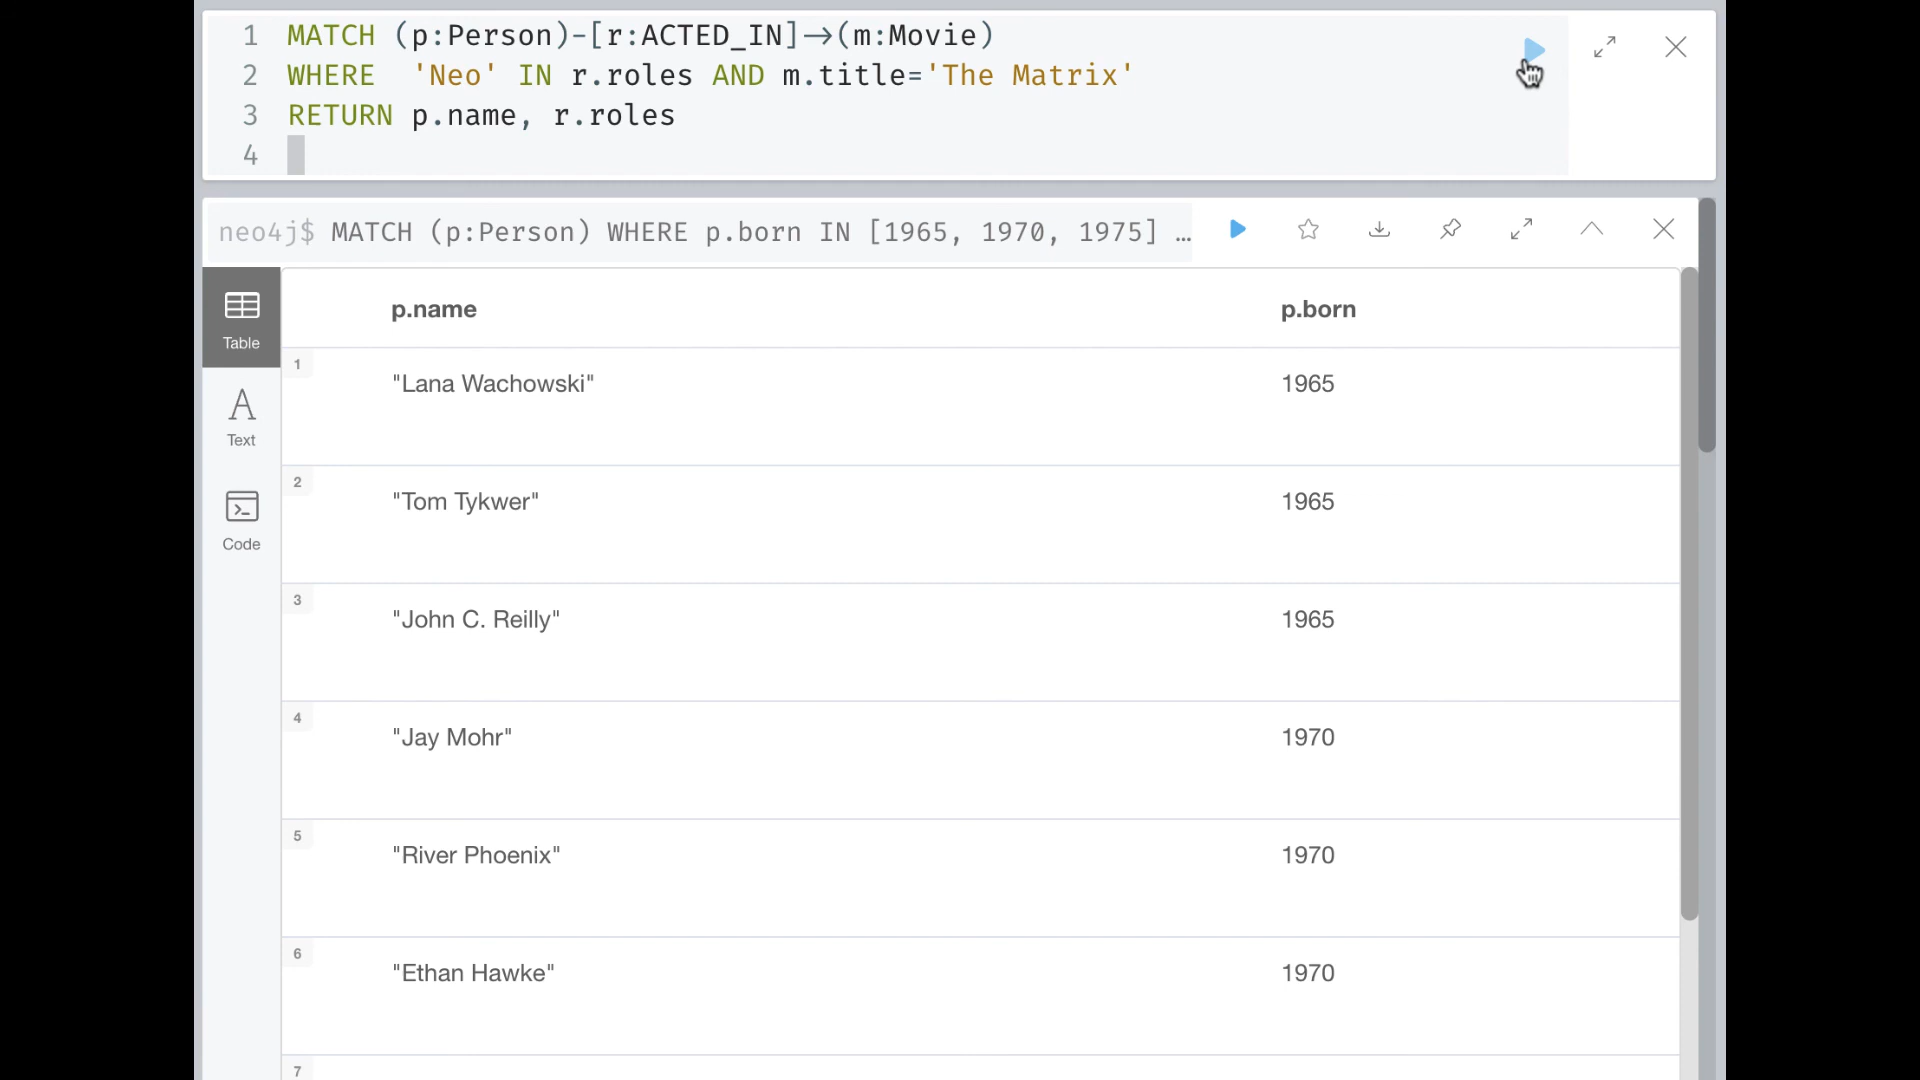 1 MATCH (p:Person)-[r:ACTED_IN]->(m:Movie)
2 WHERE  'Neo' IN r.roles AND m.title='The Matrix'
3 RETURN p.name, r.roles
4
neo4j$ MATCH (p:Person) WHERE p.born IN [1965, 1970, 1975] …
Table
Text
Code
p.name p.born
1 "Lana Wachowski" 1965
2 "Tom Tykwer" 1965
3 "John C. Reilly" 1965
4 "Jay Mohr" 1970
5 "River Phoenix" 1970
6 "Ethan Hawke" 1970
7